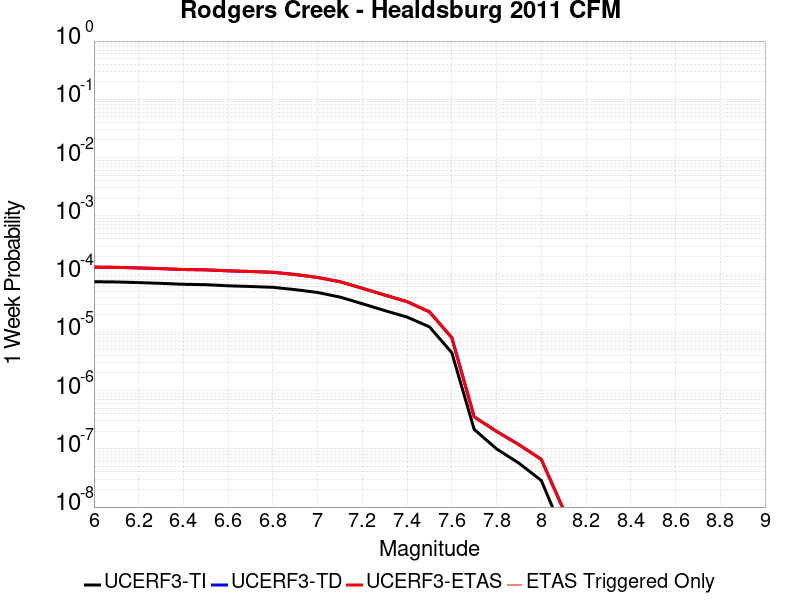 Rodgers Creek - Healdsburg 2011 CFM
10^0
10^-1
10^-2
10^-3
10^-4
10^-5
10^-6
10^-7
10^-8
1 Week Probability
6 6.2 6.4 6.6 6.8 7 7.2 7.4 7.6 7.8 8 8.2 8.4 8.6 8.8 9
Magnitude
UCERF3-TI UCERF3-TD UCERF3-ETAS ETAS Triggered Only